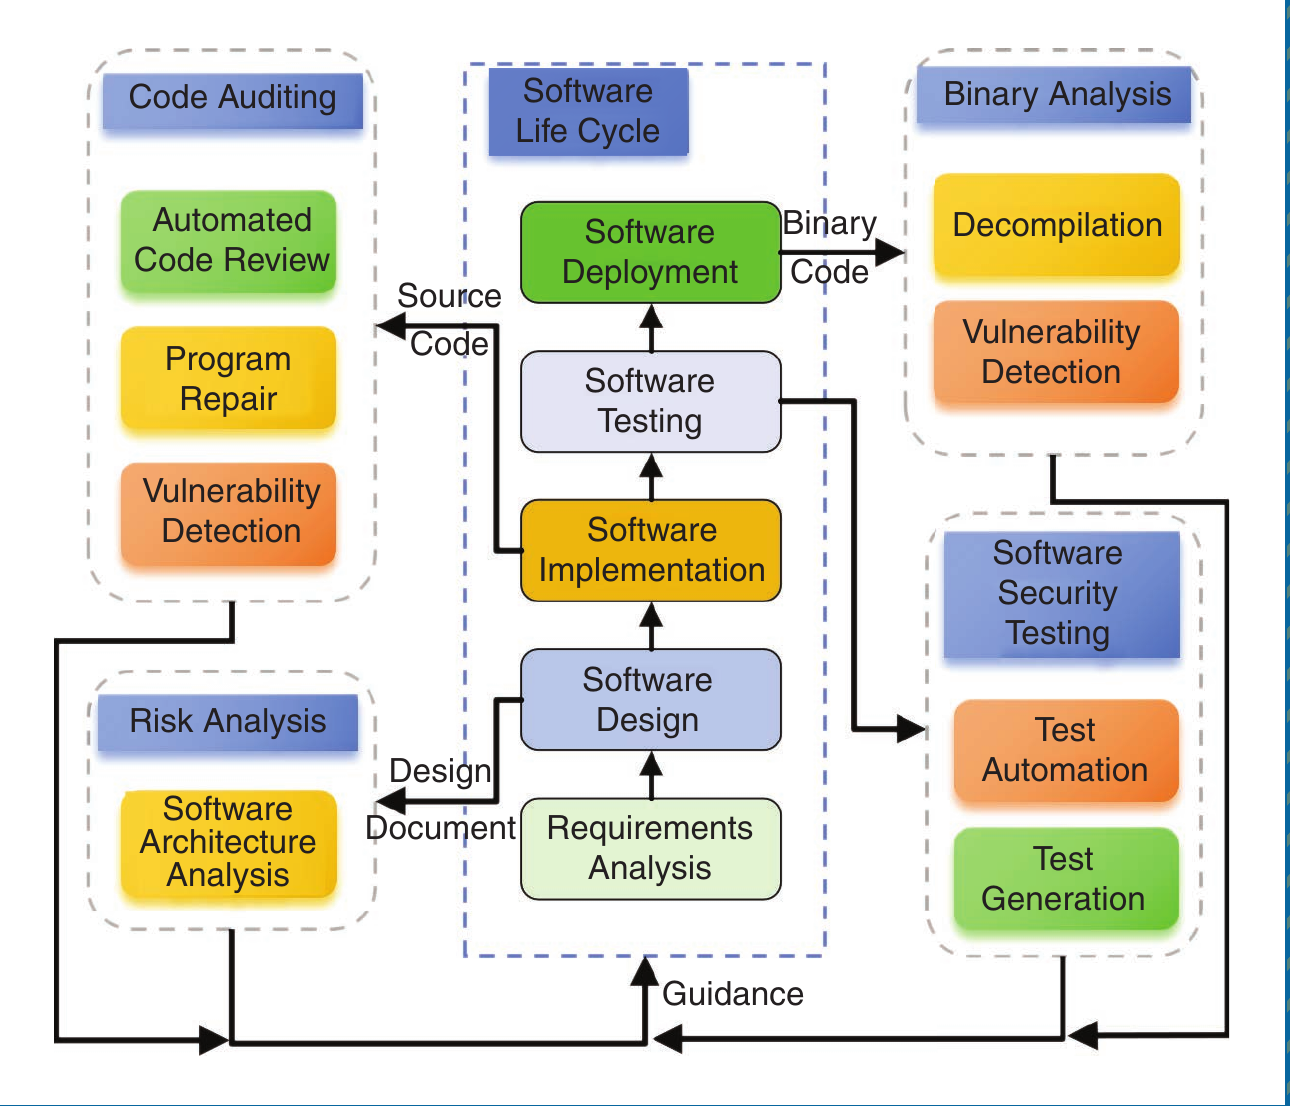 Code Auditing
Automated
Code Review
Program
Repair
Vulnerability
Detection
Risk Analysis
Software
Architecture
Analysis
Source
Code
Design
Document
Software
Life Cycle
Software
Deployment
Software
Testing
Software
Implementation
Software
Design
Requirements
Analysis
Guidance
Binary
Code
Binary Analysis
Decompilation
Vulnerability
Detection
Software
Security
Testing
Test
Automation
Test
Generation